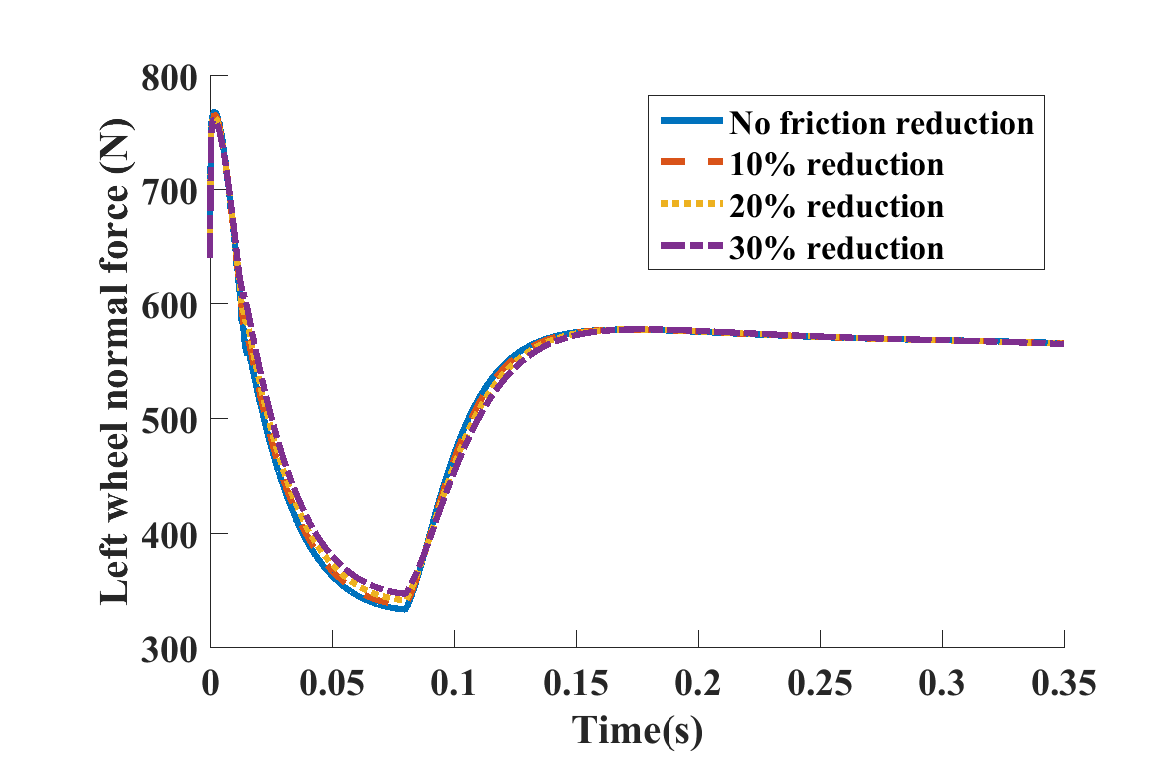 Left wheel normal force (N)
800
700
600
500
400
300
No friction reduction
10% reduction
20% reduction
30% reduction
0 0.05 0.1 0.15 0.2 0.25 0.3 0.35
Time(s)